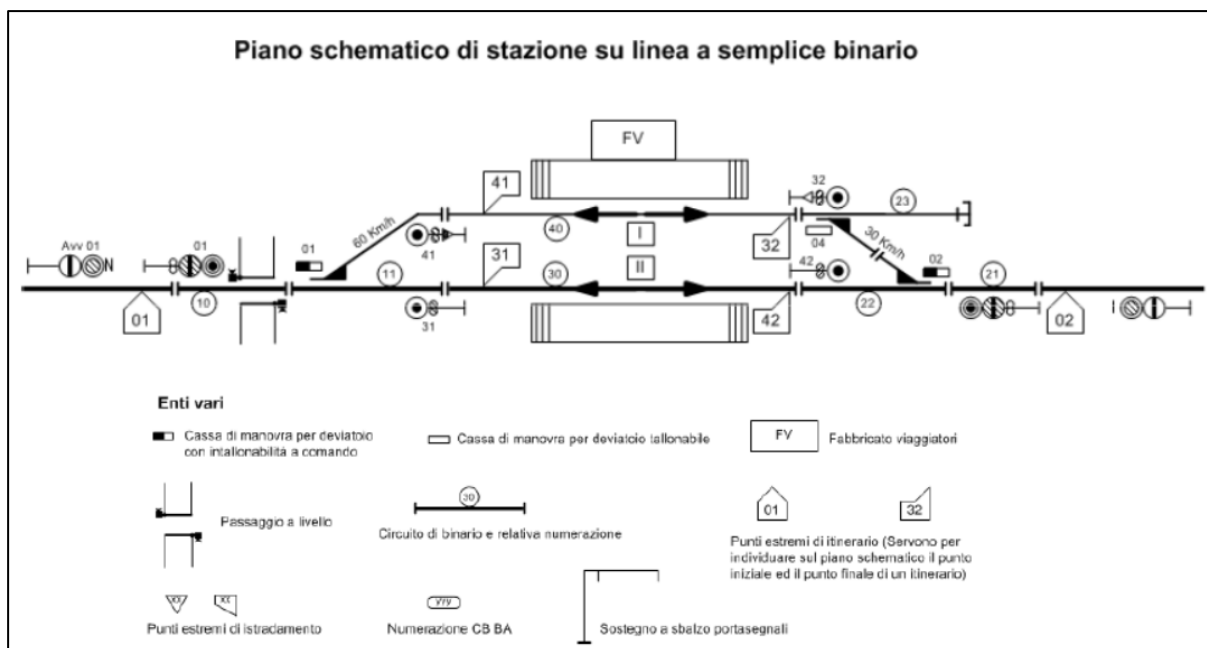 Piano schematico di stazione su linea a semplice binario
FV
41
32
23
Avv 01
N
01
01
60 Km/h
41
40
I
32
04
30 Km/h
02
11
31
30
II
42
21
01
10
31
42
22
02
I
Enti vari
Cassa di manovra per deviatoio
con intallonabilità a comando
Cassa di manovra per deviatoio tallonabile
FV
Fabbricato viaggiatori
Passaggio a livello
30
Circuito di binario e relativa numerazione
01
32
Punti estremi di itinerario (Servono per
individuare sul piano schematico il punto
iniziale ed il punto finale di un itinerario)
XX
XX
Punti estremi di istradamento
yyy
Numerazione CB BA
Sostegno a sbalzo portasegnali